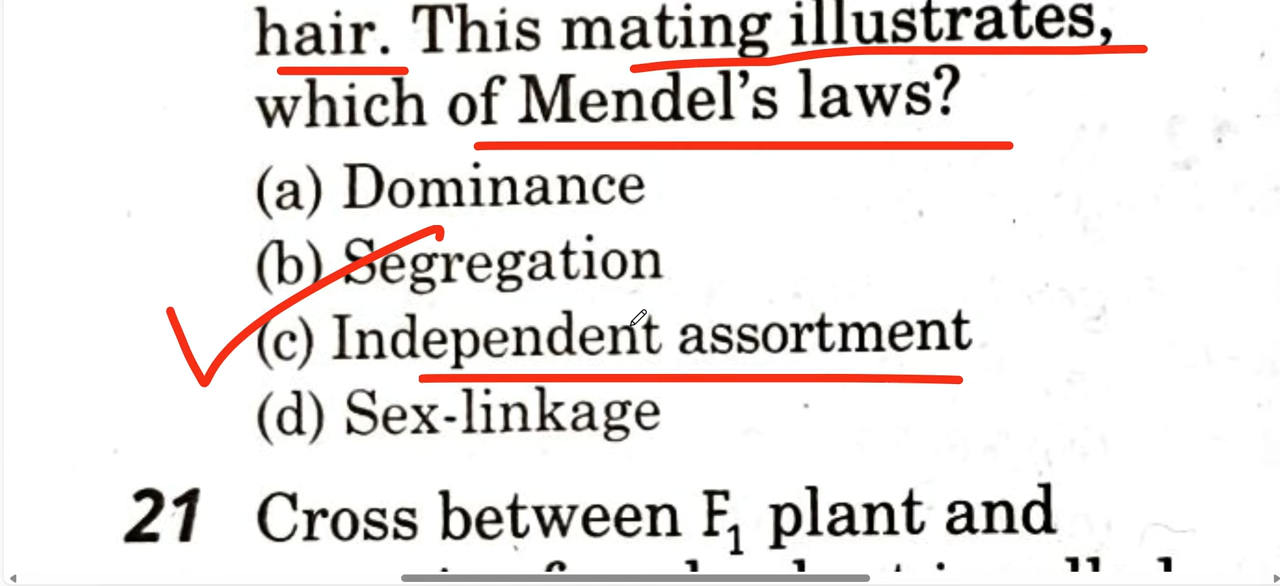 hair. This mating illustrates,
which of Mendel's laws?
(a) Dominance
(b) Segregation
(c) Independent assortment
(d) Sex-linkage
21 Cross between F₁ plant and